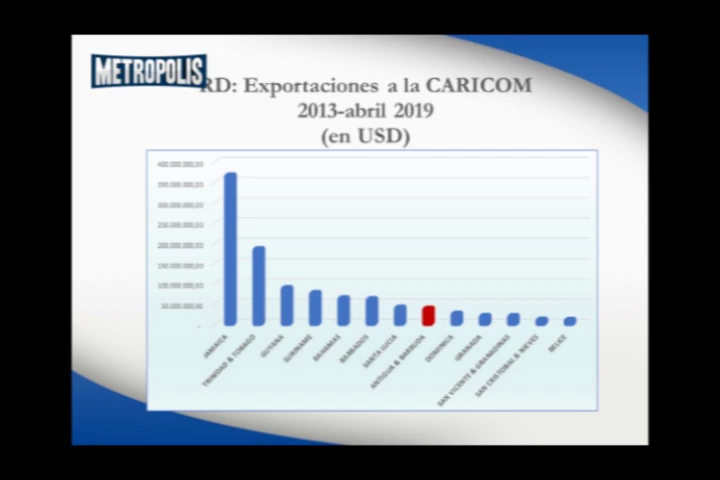 METROPOLIS
RD: Exportaciones a la CARICOM
2013-abril 2019
(en USD)
400.000.000,00
350.000.000,00
300.000.000,00
250.000.000,00
200.000.000,00
150.000.000,00
100.000.000,00
50.000.000,00
-
JAMAICA
TRINIDAD & TOBAGO
GUYANA
SURINAME
BAHAMAS
BARBADOS
SANTA LUCIA
ANTIGUA & BARBUDA
DOMINICA
GRANADA
SAN VICENTE & GRANADINAS
SAN CRISTOBAL & NIEVES
BELICE